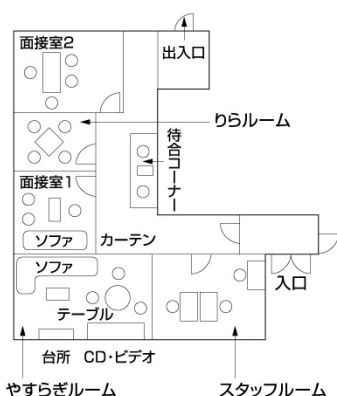 面接室2
出入口
りらルーム
待合コーナー
面接室1
ソファ
カーテン
ソファ
入口
テーブル
台所 CD・ビデオ
やすらぎルーム
スタッフルーム